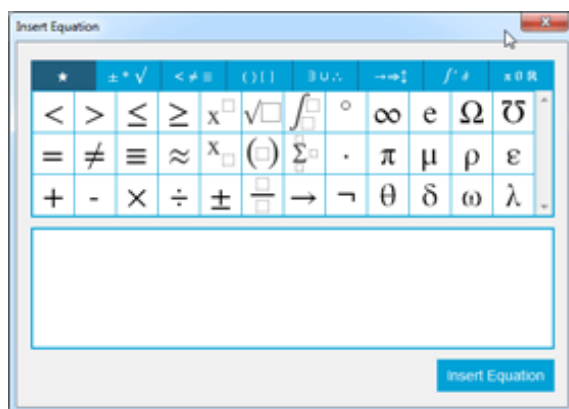 Insert Equation
★ ± * √ < ≠ ≡ ( ) [ ] ∃ ∪ ∴ → ⇒ ↕ ∫ ′ ∂
< > ≤ ≥ x□ √□ ∫□□ ° ∞ e Ω ℧
= ≠ ≡ ≈ x□ (□) Σ□ · π μ ρ ε
+ - × ÷ ± □/□ → ¬ θ δ ω λ
Insert Equation